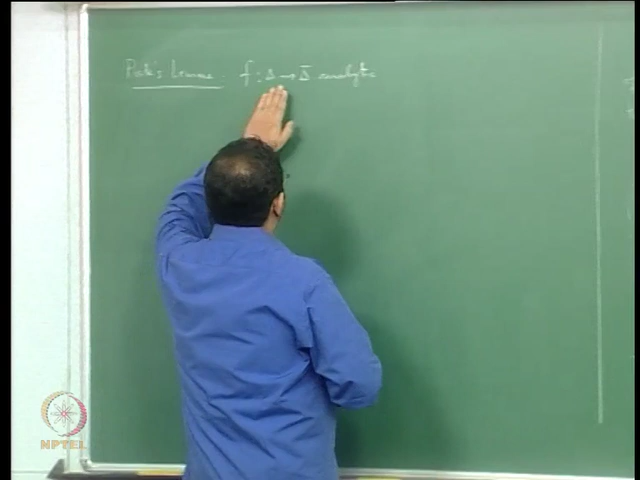 Pick's Lemma : f : Δ → Δ̄ analytic
NPTEL